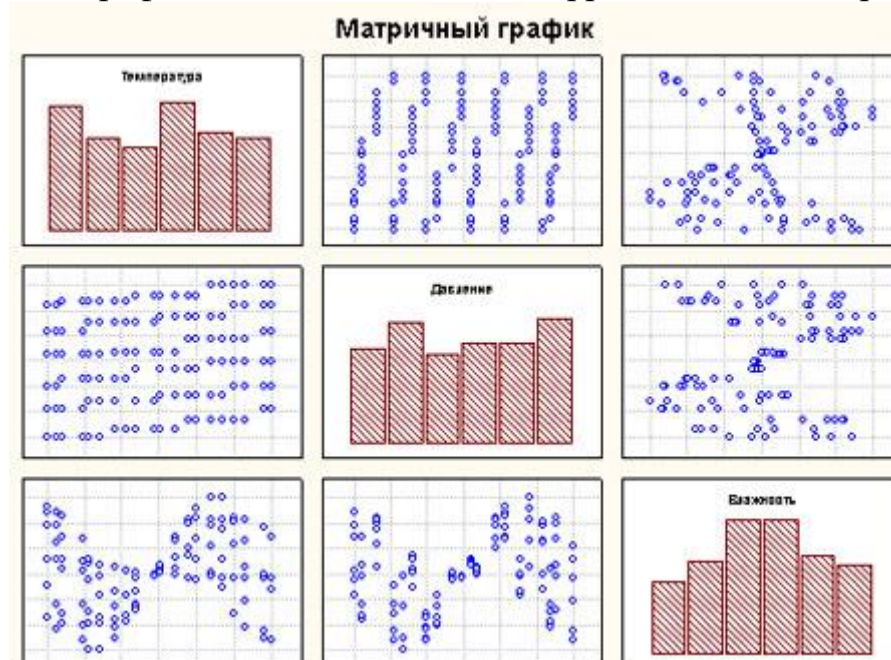 Матричный график
Температура
Давление
Влажность